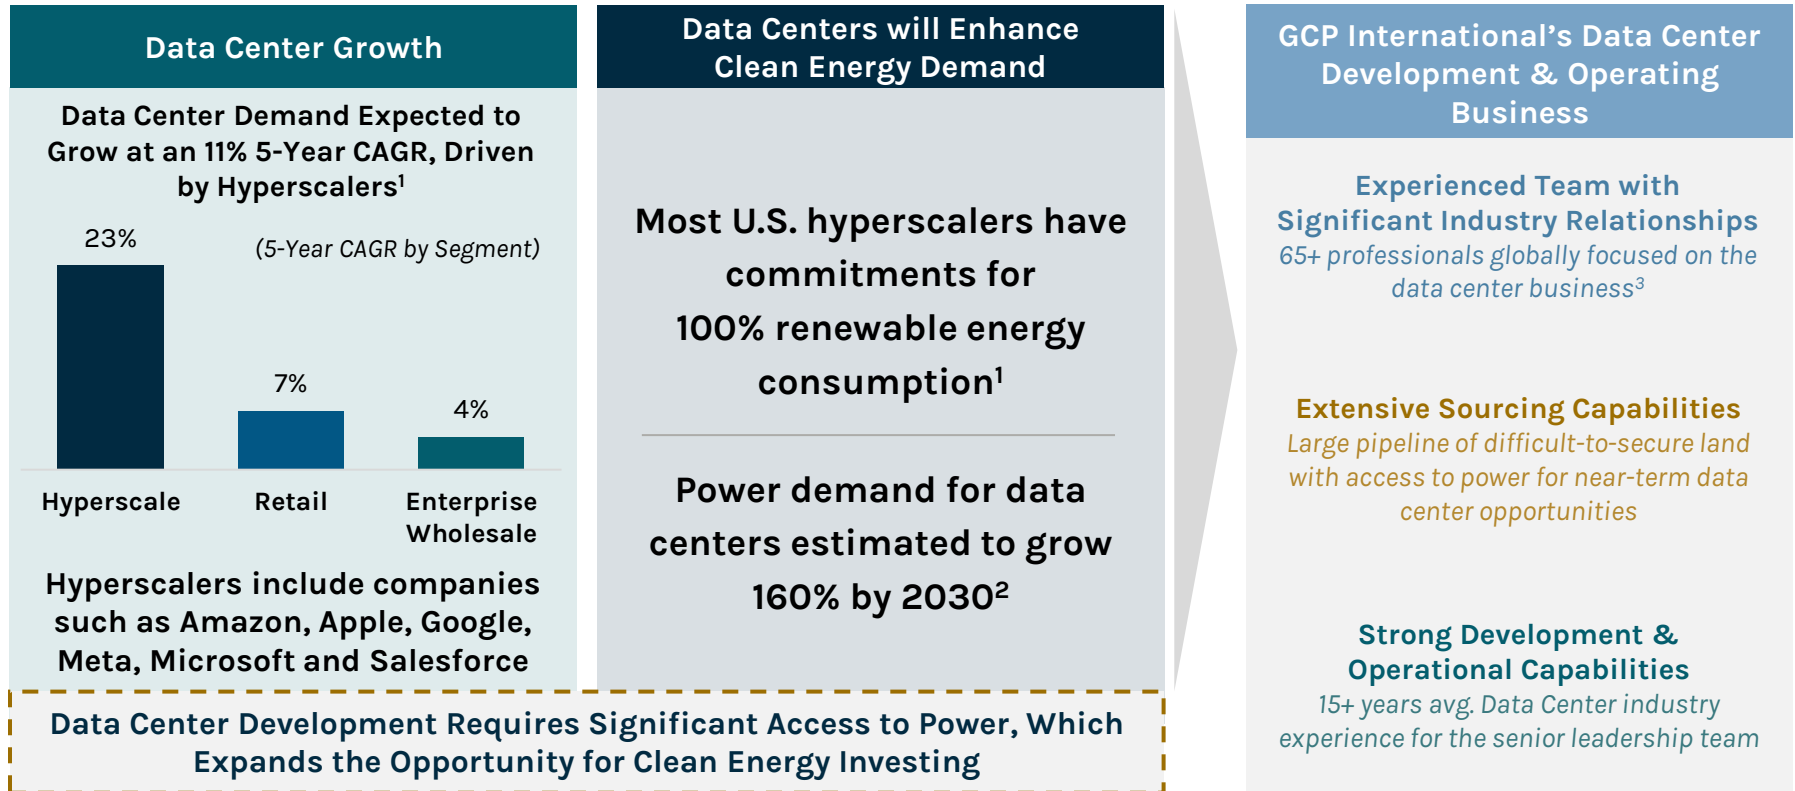 Data Center Growth
Data Center Demand Expected to
Grow at an 11% 5-Year CAGR, Driven
by Hyperscalers¹
(5-Year CAGR by Segment)
23%
7%
4%
Hyperscale
Retail
Enterprise
Wholesale
Hyperscalers include companies
such as Amazon, Apple, Google,
Meta, Microsoft and Salesforce
Data Centers will Enhance
Clean Energy Demand
Most U.S. hyperscalers have
commitments for
100% renewable energy
consumption¹
Power demand for data
centers estimated to grow
160% by 2030²
Data Center Development Requires Significant Access to Power, Which
Expands the Opportunity for Clean Energy Investing
GCP International’s Data Center
Development & Operating
Business
Experienced Team with
Significant Industry Relationships
65+ professionals globally focused on the
data center business³
Extensive Sourcing Capabilities
Large pipeline of difficult-to-secure land
with access to power for near-term data
center opportunities
Strong Development &
Operational Capabilities
15+ years avg. Data Center industry
experience for the senior leadership team